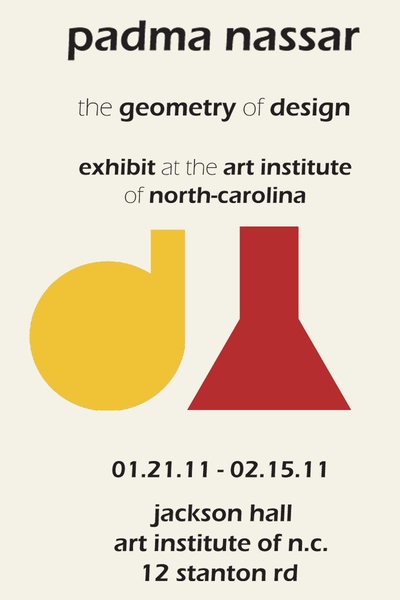 padma nassar
the geometry of design
exhibit at the art institute
of north-carolina
01.21.11 - 02.15.11
jackson hall
art institute of n.c.
12 stanton rd